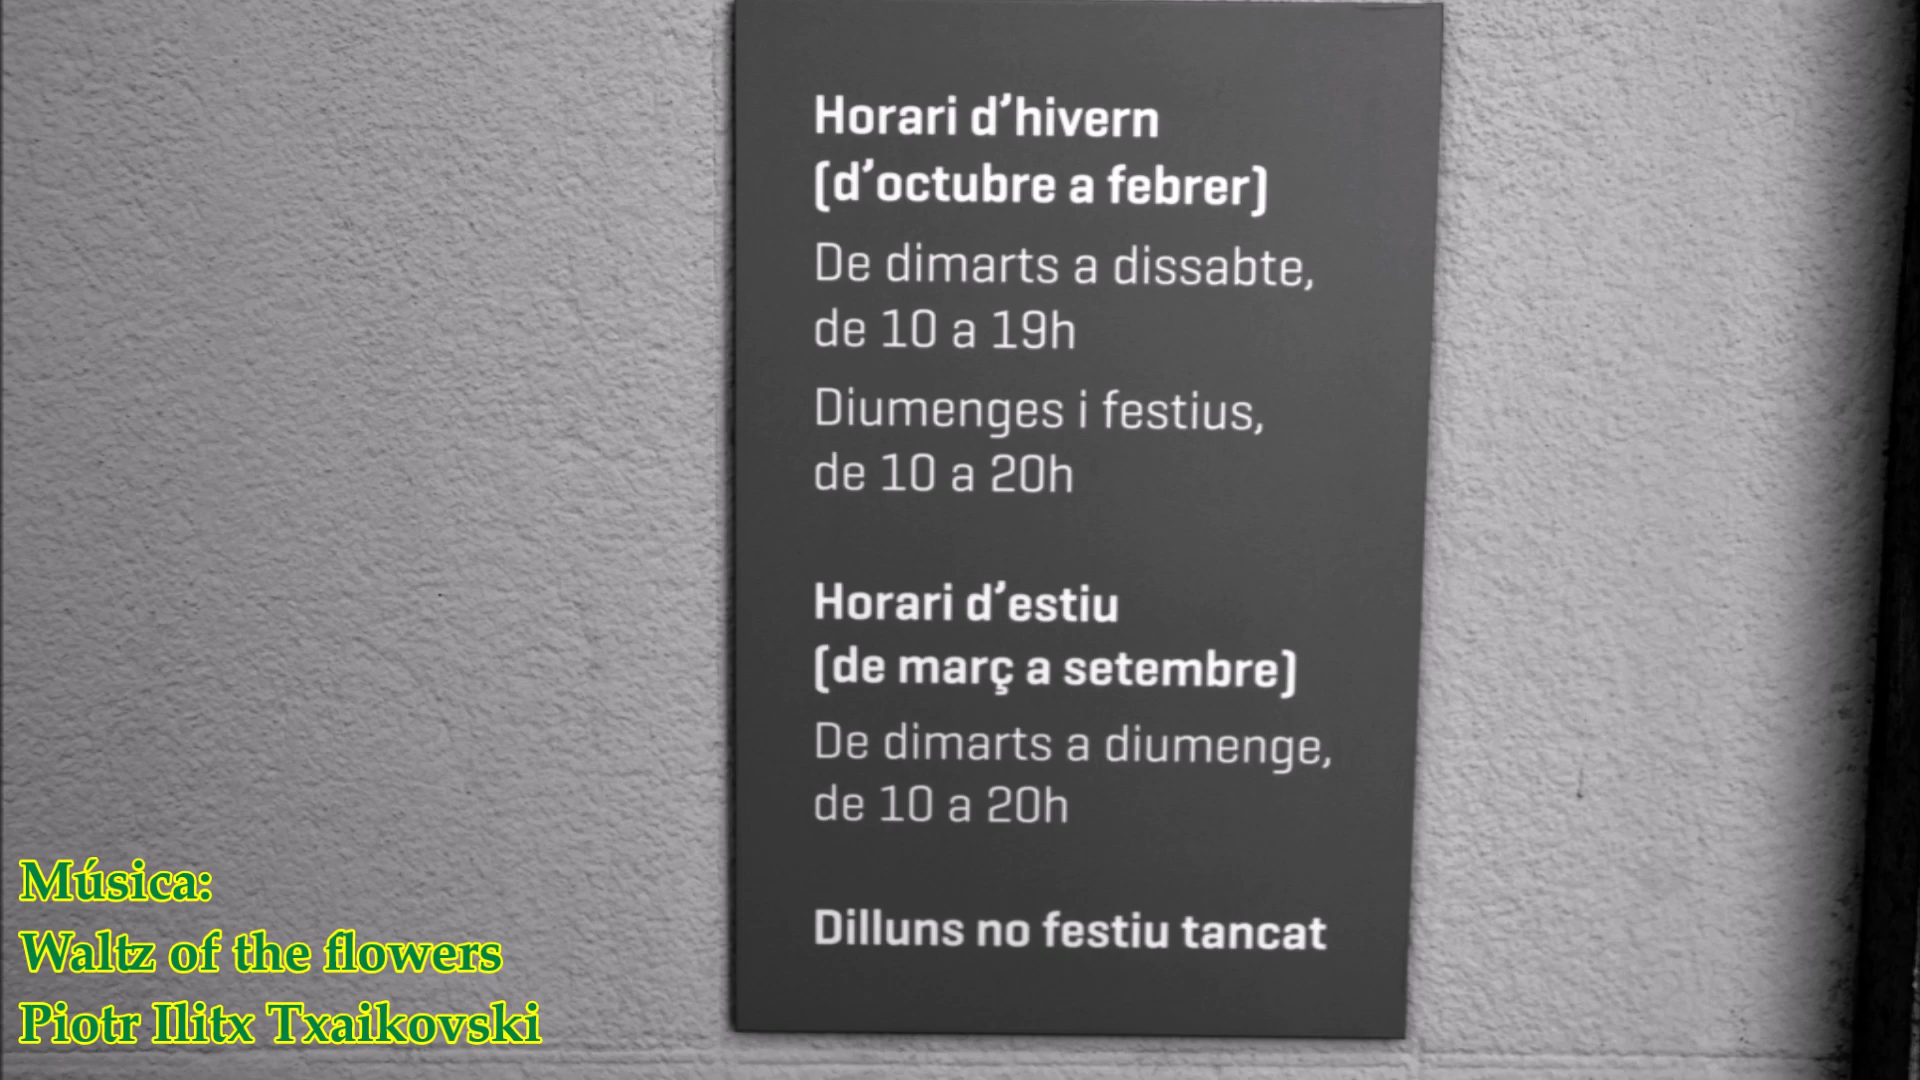 Horari d’hivern
(d’octubre a febrer)
De dimarts a dissabte,
de 10 a 19h
Diumenges i festius,
de 10 a 20h
Horari d’estiu
(de març a setembre)
De dimarts a diumenge,
de 10 a 20h
Dilluns no festiu tancat
Música:
Waltz of the flowers
Piotr Ilitx Txaikovski